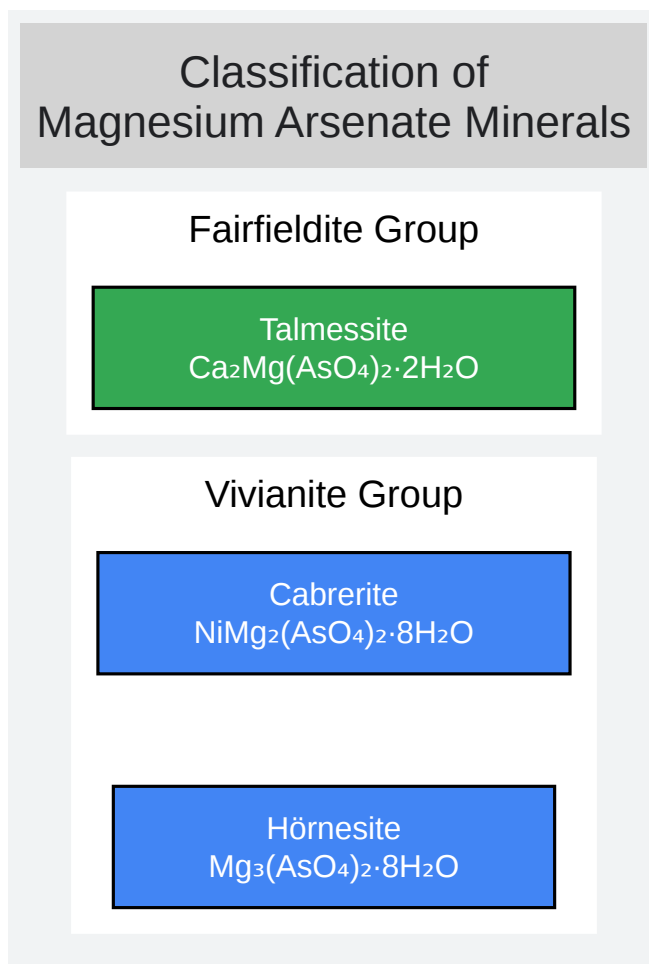 Classification of
Magnesium Arsenate Minerals
Fairfieldite Group
Talmessite
Ca₂Mg(AsO₄)₂·2H₂O
Vivianite Group
Cabrerite
NiMg₂(AsO₄)₂·8H₂O
Hörnesite
Mg₃(AsO₄)₂·8H₂O